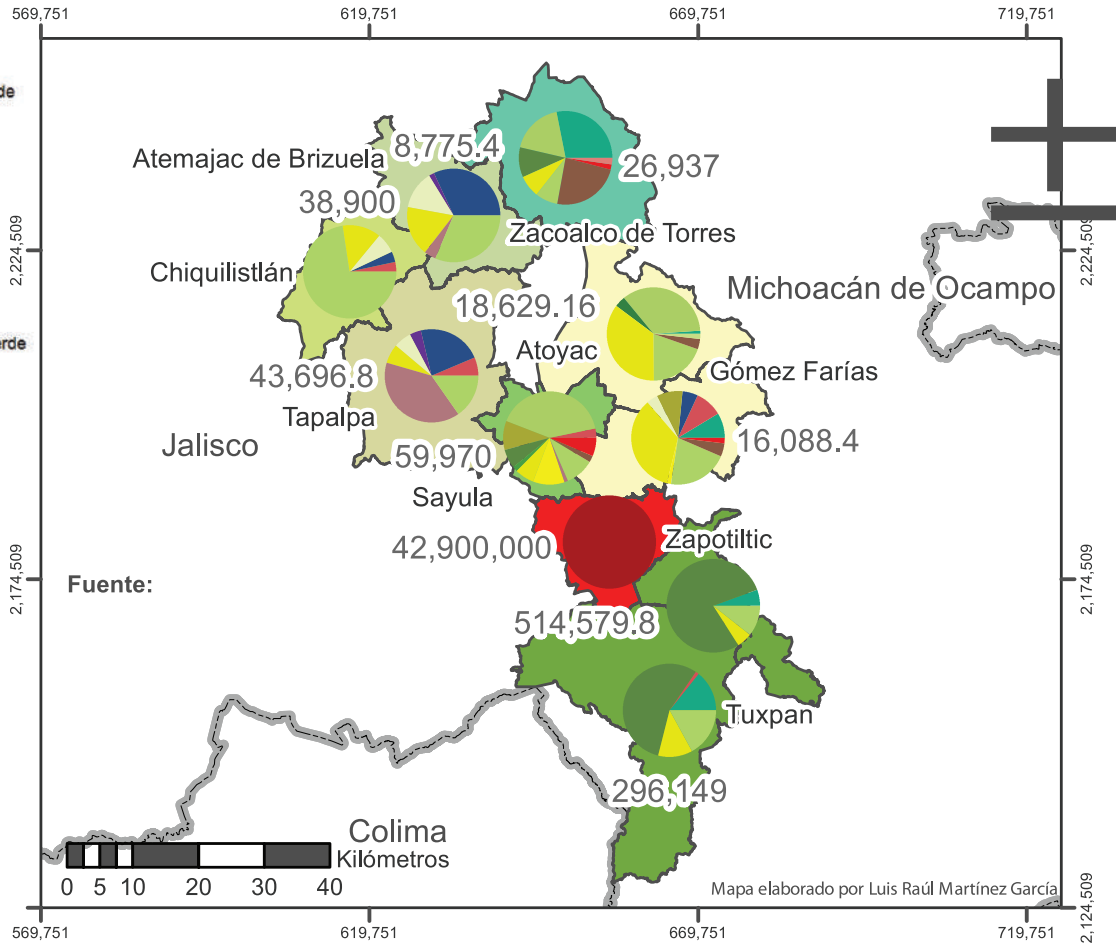 569,751
619,751
669,751
719,751
de
8,775.4
Atemajac de Brizuela
26,937
38,900
Zacoalco de Torres
2,224,509
2,224,509
Chiquilistlán
Michoacán de Ocampo
18,629.16
erde
Atoyac
Gómez Farías
43,696.8
Tapalpa
Jalisco
16,088.4
59,970
Sayula
42,900,000
Zapotiltic
Fuente:
2,174,509
2,174,509
514,579.8
Tuxpan
296,149
Colima
Kilómetros
0 5 10 20 30 40
Mapa elaborado por Luis Raúl Martínez García
2,124,509
2,124,509
569,751
619,751
669,751
719,751